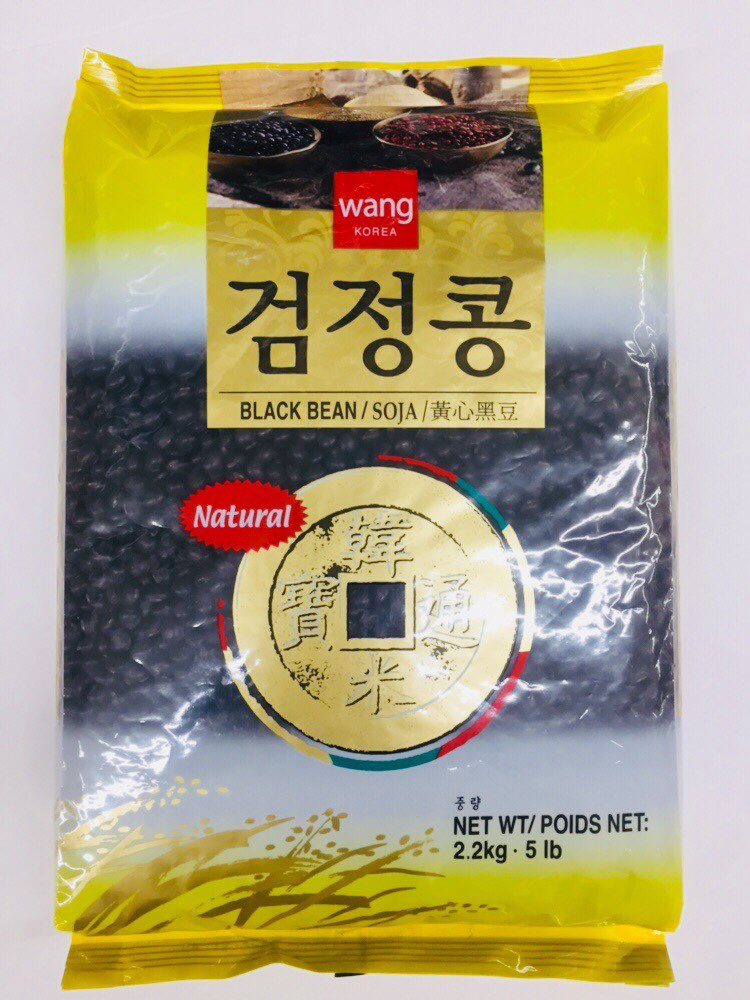 wang
KOREA
검정콩
BLACK BEAN / SOJA / 黃心黑豆
Natural
韓
寶 通
米
중량
NET WT/ POIDS NET:
2.2kg · 5 lb